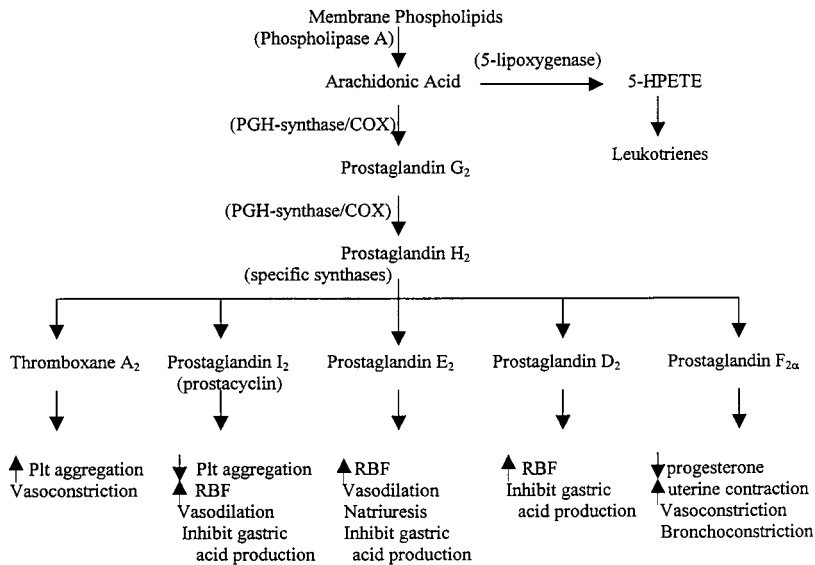 Membrane Phospholipids
(Phospholipase A)
(5-lipoxygenase)
Arachidonic Acid
5-HPETE
(PGH-synthase/COX)
Leukotrienes
Prostaglandin G₂
(PGH-synthase/COX)
Prostaglandin H₂
(specific synthases)
Thromboxane A₂
Prostaglandin I₂
(prostacyclin)
Prostaglandin E₂
Prostaglandin D₂
Prostaglandin F₂α
Plt aggregation
Vasoconstriction
Plt aggregation
RBF
Vasodilation
Inhibit gastric
acid production
RBF
Vasodilation
Natriuresis
Inhibit gastric
acid production
RBF
Inhibit gastric
acid production
progesterone
uterine contraction
Vasoconstriction
Bronchoconstriction